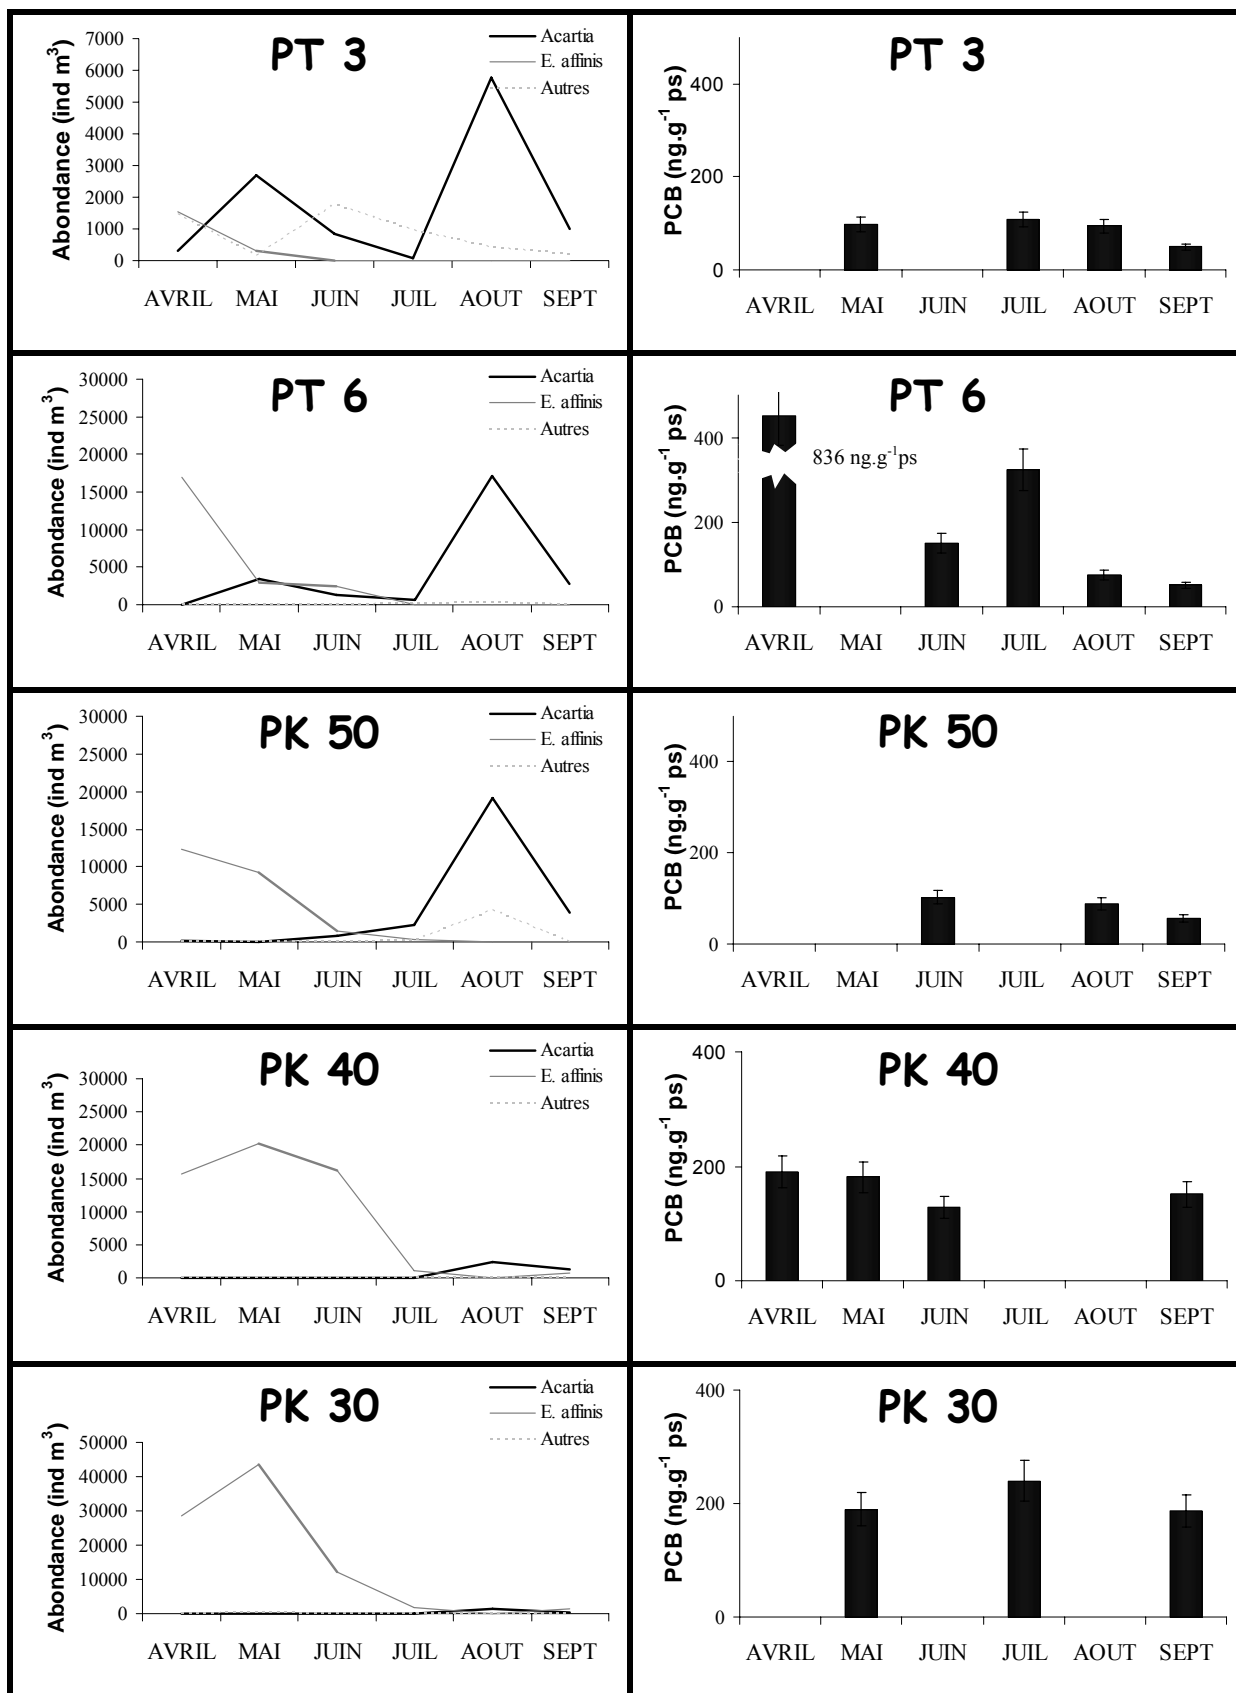 PT 3
Abondance (ind m³)
7000
6000
5000
4000
3000
2000
1000
0
AVRIL MAI JUIN JUIL AOUT SEPT
Acartia
E. affinis
Autres
PT 3
PCB (ng.g⁻¹ ps)
400
200
0
AVRIL MAI JUIN JUIL AOUT SEPT
PT 6
Abondance (ind m³)
30000
25000
20000
15000
10000
5000
0
AVRIL MAI JUIN JUIL AOUT SEPT
Acartia
E. affinis
Autres
PT 6
PCB (ng.g⁻¹ ps)
400
200
0
836 ng.g⁻¹ps
AVRIL MAI JUIN JUIL AOUT SEPT
PK 50
Abondance (ind m³)
30000
25000
20000
15000
10000
5000
0
AVRIL MAI JUIN JUIL AOUT SEPT
Acartia
E. affinis
Autres
PK 50
PCB (ng.g⁻¹ ps)
400
200
0
AVRIL MAI JUIN JUIL AOUT SEPT
PK 40
Abondance (ind m³)
30000
25000
20000
15000
10000
5000
0
AVRIL MAI JUIN JUIL AOUT SEPT
Acartia
E. affinis
Autres
PK 40
PCB (ng.g⁻¹ ps)
400
200
0
AVRIL MAI JUIN JUIL AOUT SEPT
PK 30
Abondance (ind m³)
50000
40000
30000
20000
10000
0
AVRIL MAI JUIN JUIL AOUT SEPT
Acartia
E. affinis
Autres
PK 30
PCB (ng.g⁻¹ ps)
400
200
0
AVRIL MAI JUIN JUIL AOUT SEPT